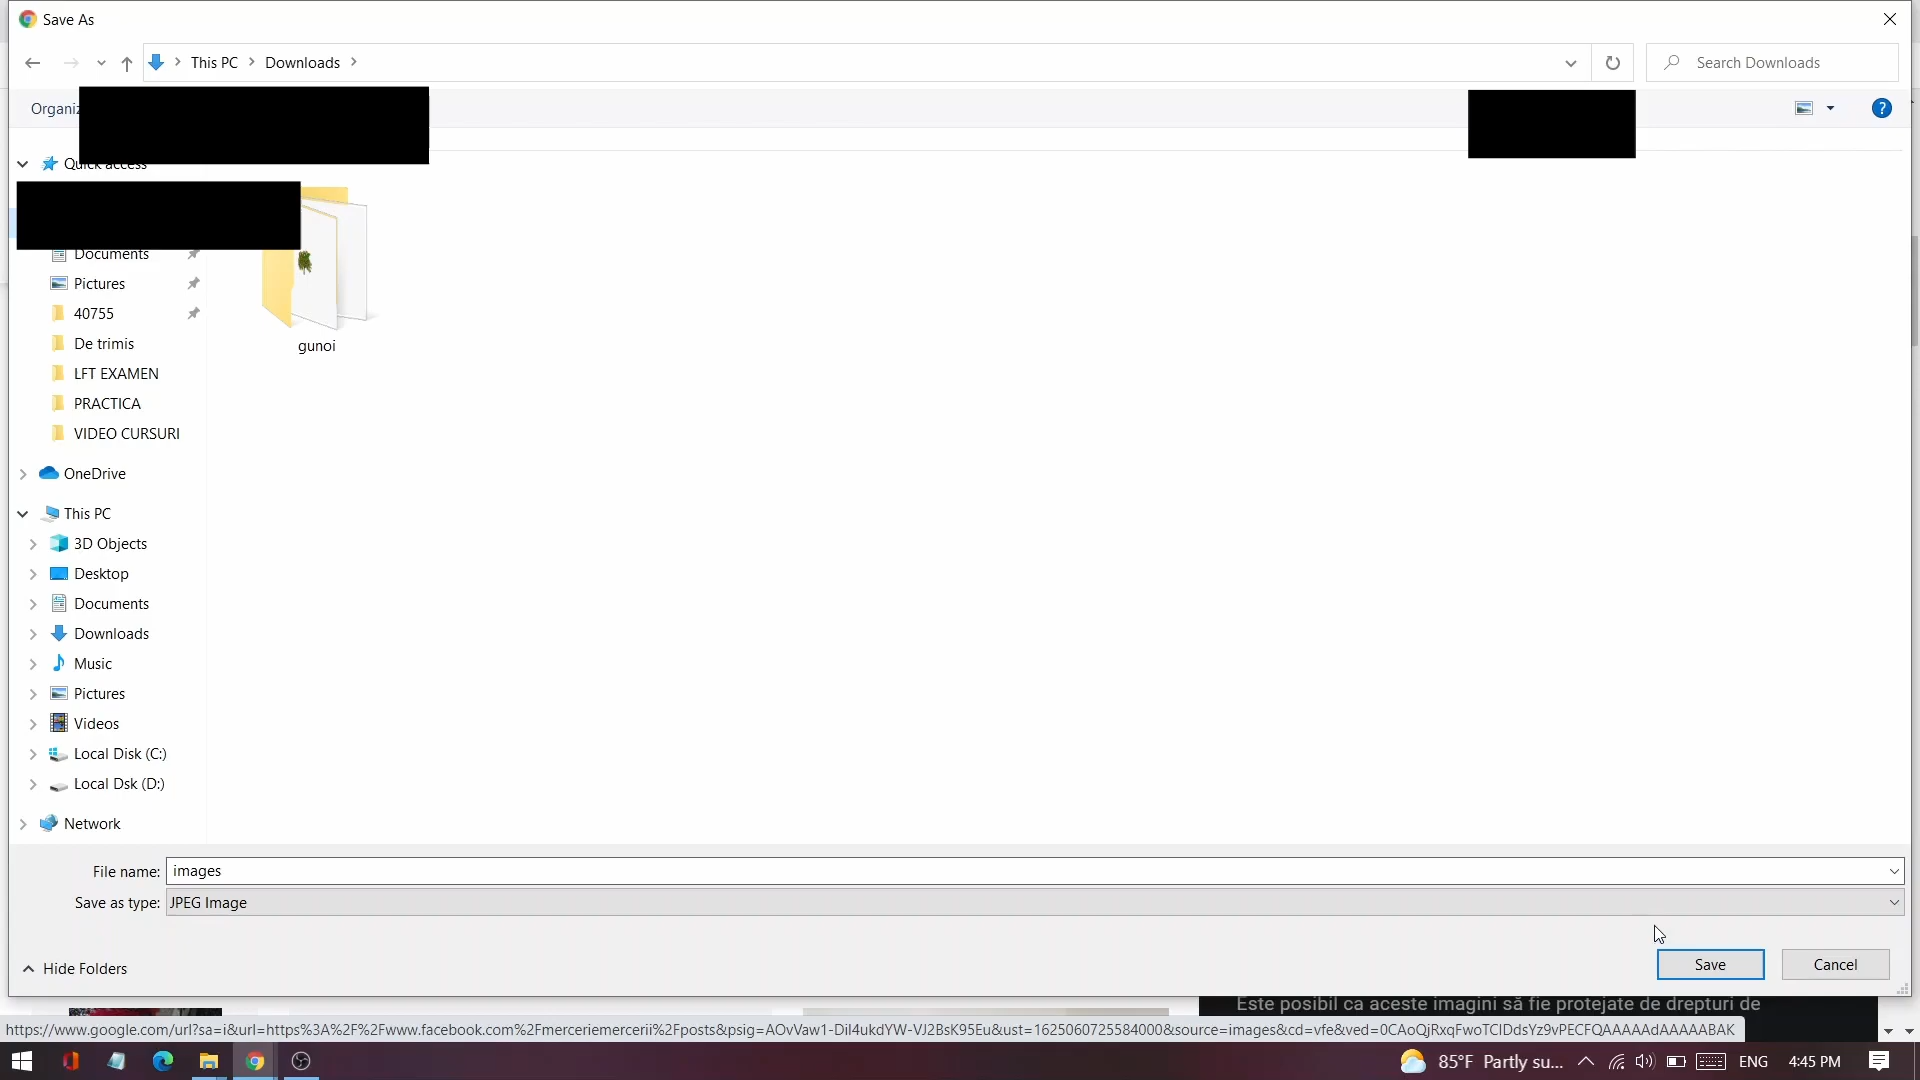 Save As
This PC
Downloads
Search Downloads
Quick access
Documents
Pictures
40755
De trimis
LFT EXAMEN
PRACTICA
VIDEO CURSURI
OneDrive
This PC
3D Objects
Desktop
Documents
Downloads
Music
Pictures
Videos
Local Disk (C:)
Local Dsk (D:)
Network
gunoi
File name: images
Save as type: JPEG Image
Hide Folders
Save
Cancel
Este posibil ca aceste imagini să fie protejate de drepturi de
https://www.google.com/url?sa=i&url=https%3A%2F%2Fwww.facebook.com%2Fmerceriemercerii%2Fposts&psig=AOvVaw1-Dil4ukdYW-VJ2BsK95Eu&ust=1625060725584000&source=images&cd=vfe&ved=0CAoQjRxqFwoTCIDdsYz9vPECFQAAAAAdAAAAABAK
85°F Partly su...
ENG
4:45 PM